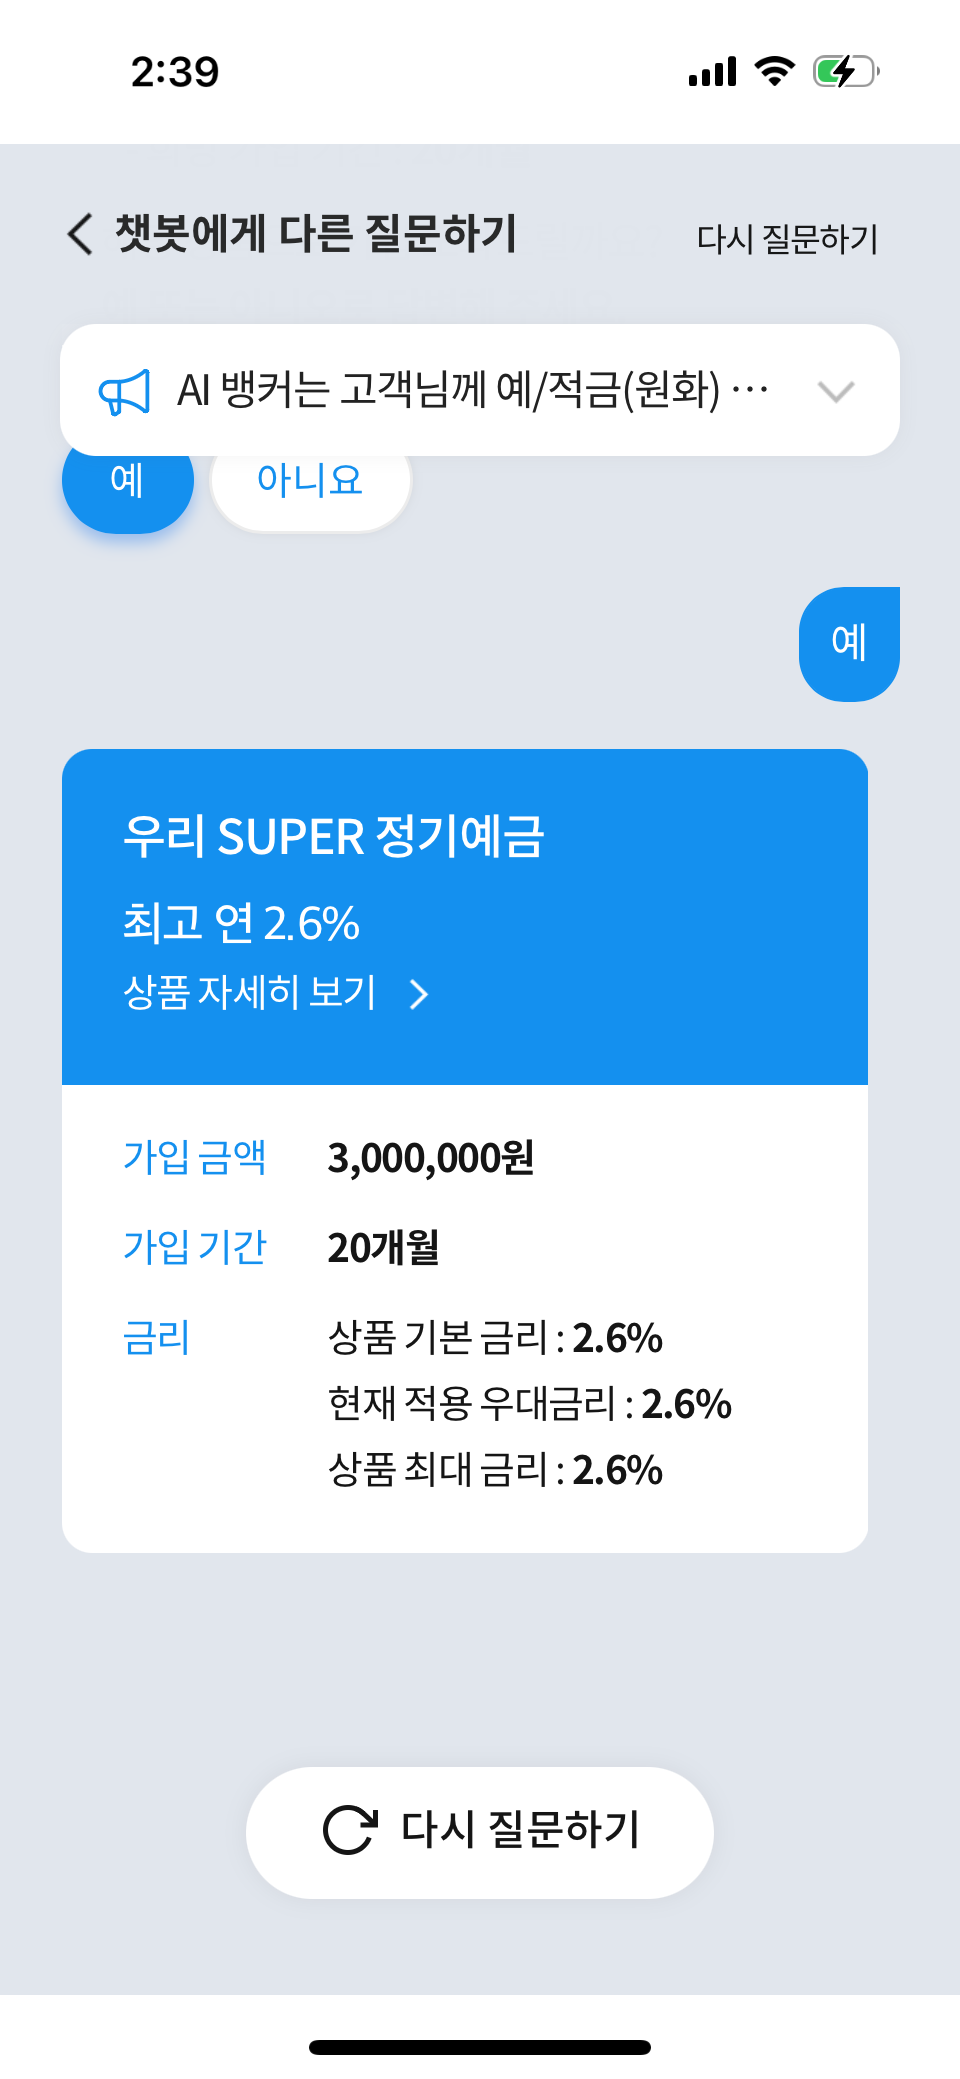 2:39
챗봇에게 다른 질문하기
다시 질문하기
AI 뱅커는 고객님께 예/적금(원화) ···
예
아니요
예
우리 SUPER 정기예금
최고 연 2.6%
상품 자세히 보기
가입 금액 3,000,000원
가입 기간 20개월
금리 상품 기본 금리 : 2.6%
현재 적용 우대금리 : 2.6%
상품 최대 금리 : 2.6%
다시 질문하기